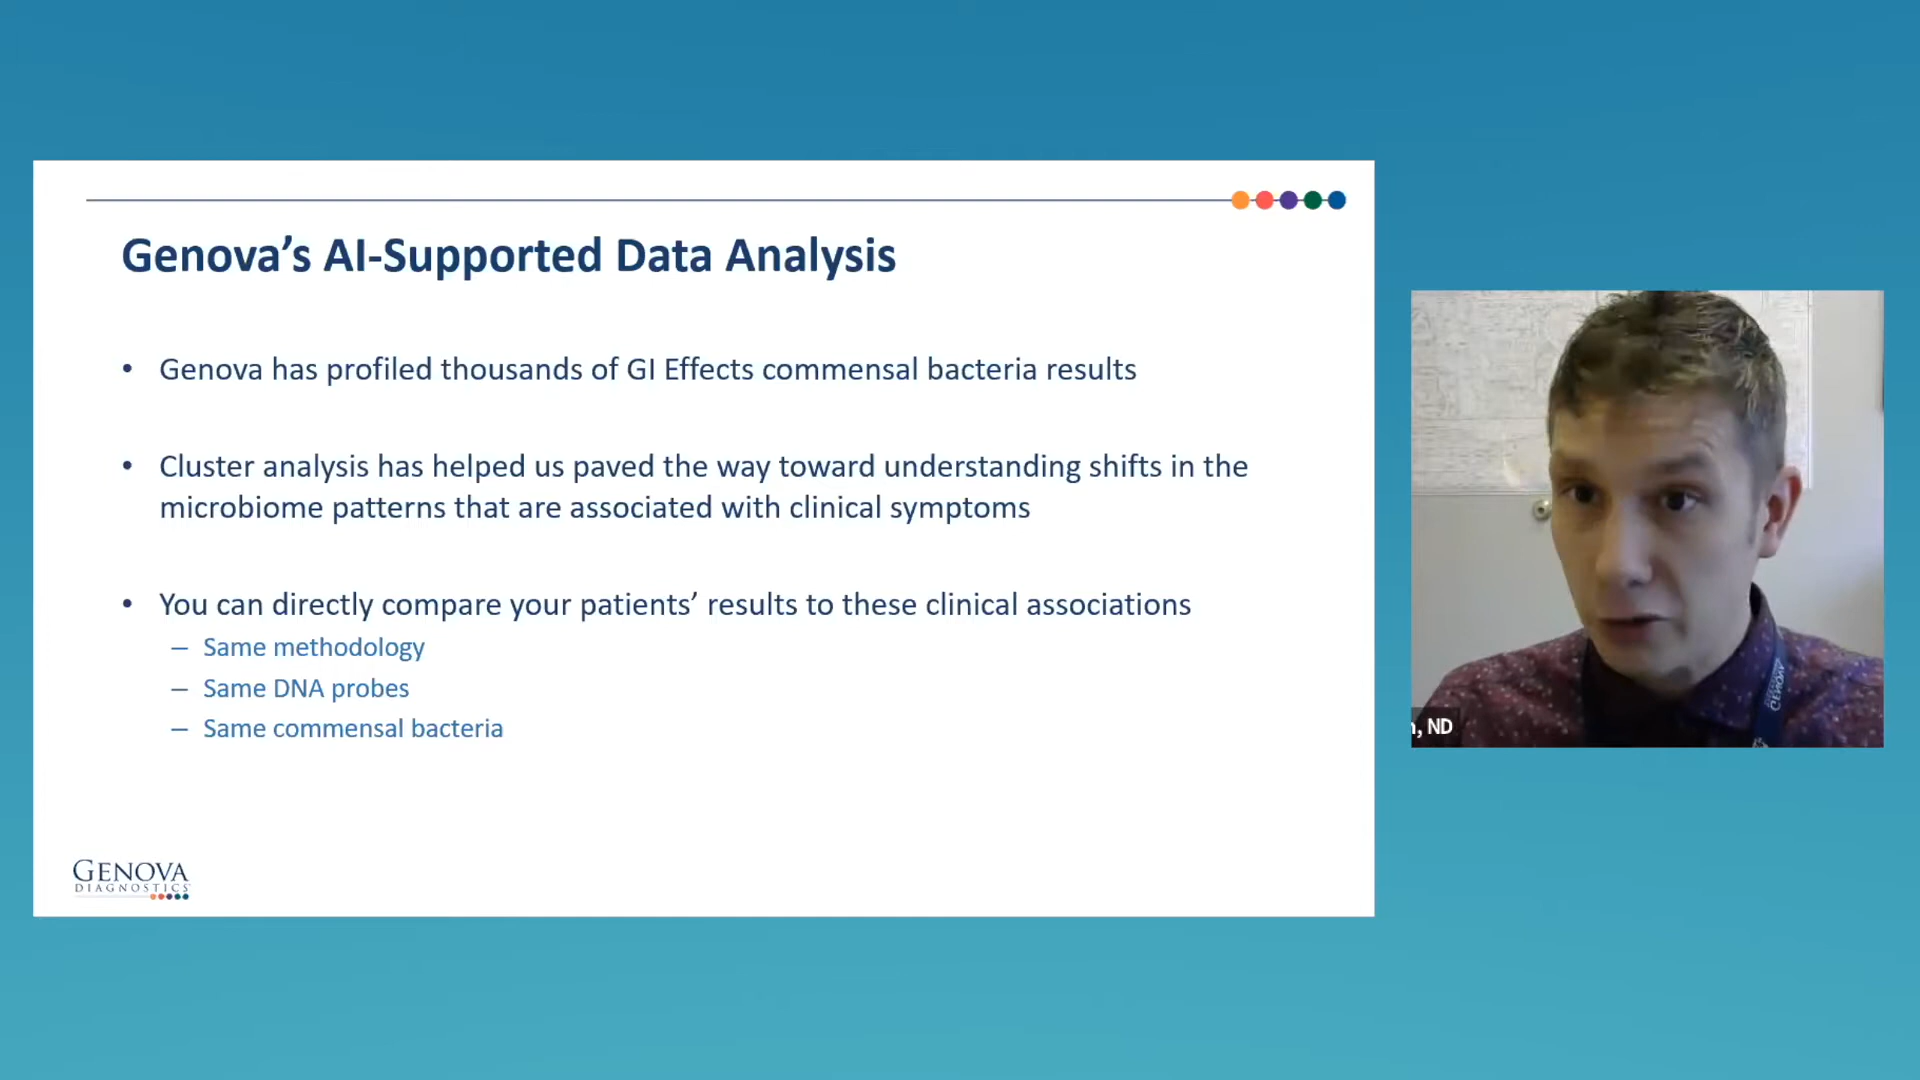 Genova’s AI-Supported Data Analysis
• Genova has profiled thousands of GI Effects commensal bacteria results
• Cluster analysis has helped us paved the way toward understanding shifts in the
microbiome patterns that are associated with clinical symptoms
• You can directly compare your patients’ results to these clinical associations
– Same methodology
– Same DNA probes
– Same commensal bacteria
GENOVA
DIAGNOSTICS
, ND
GENOVA